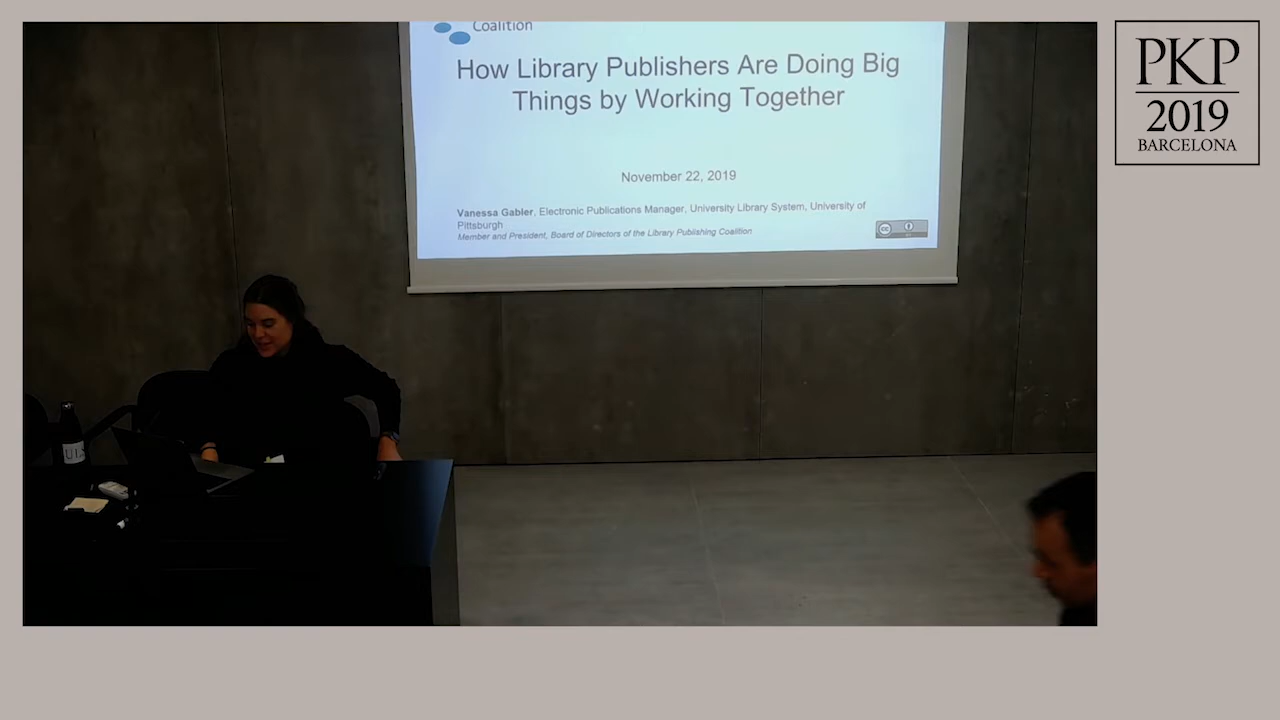 Coalition
How Library Publishers Are Doing Big
Things by Working Together
November 22, 2019
Vanessa Gabler, Electronic Publications Manager, University Library System, University of
Pittsburgh
Member and President, Board of Directors of the Library Publishing Coalition
cc
PKP
2019
BARCELONA